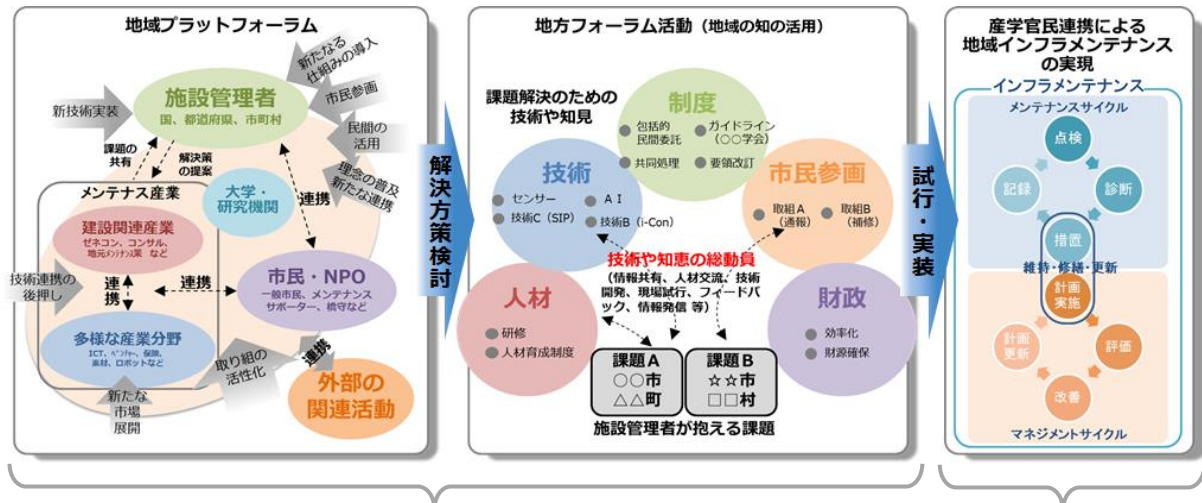 地域プラットフォーラム
新たなる
仕組みの導入
施設管理者
国、都道府県、市町村
市民参画
新技術実装
民間の
活用
課題の
共有
解決策
の提案
理念の普及
新たな連携
連携
メンテナス産業
大学・
研究機関
建設関連産業
ゼネコン、コンサル、
地元メンテナンス業 など
技術連携の
後押し
連
携
連携
市民・NPO
一般市民、メンテナンス
サポーター、橋守など
多様な産業分野
ICT、ベンチャー、保険、
素材、ロボットなど
取り組の
活性化
連携
新たな
市場
展開
外部の
関連活動
解決方策検討
地方フォーラム活動（地域の知の活用）
課題解決のための
技術や知見
制度
包括的
民間委託
ガイドライン
（○○学会）
共同処理
要領改訂
技術
センサー
ＡＩ
技術C（SIP）
技術B（i-Con）
市民参画
取組A
（通報）
取組B
（補修）
技術や知恵の総動員
（情報共有、人材交流、技術
開発、現場試行、フィードバ
ック、情報発信 等）
人材
研修
人材育成制度
財政
効率化
財源確保
課題Ａ
○○市
△△町
課題Ｂ
☆☆市
□□村
施設管理者が抱える課題
試行・実装
産学官民連携による
地域インフラメンテナンス
の実現
インフラメンテナンス
メンテナンスサイクル
点検
記録
診断
措置
維持・修繕・更新
計画
実施
計画
更新
評価
改善
マネジメントサイクル